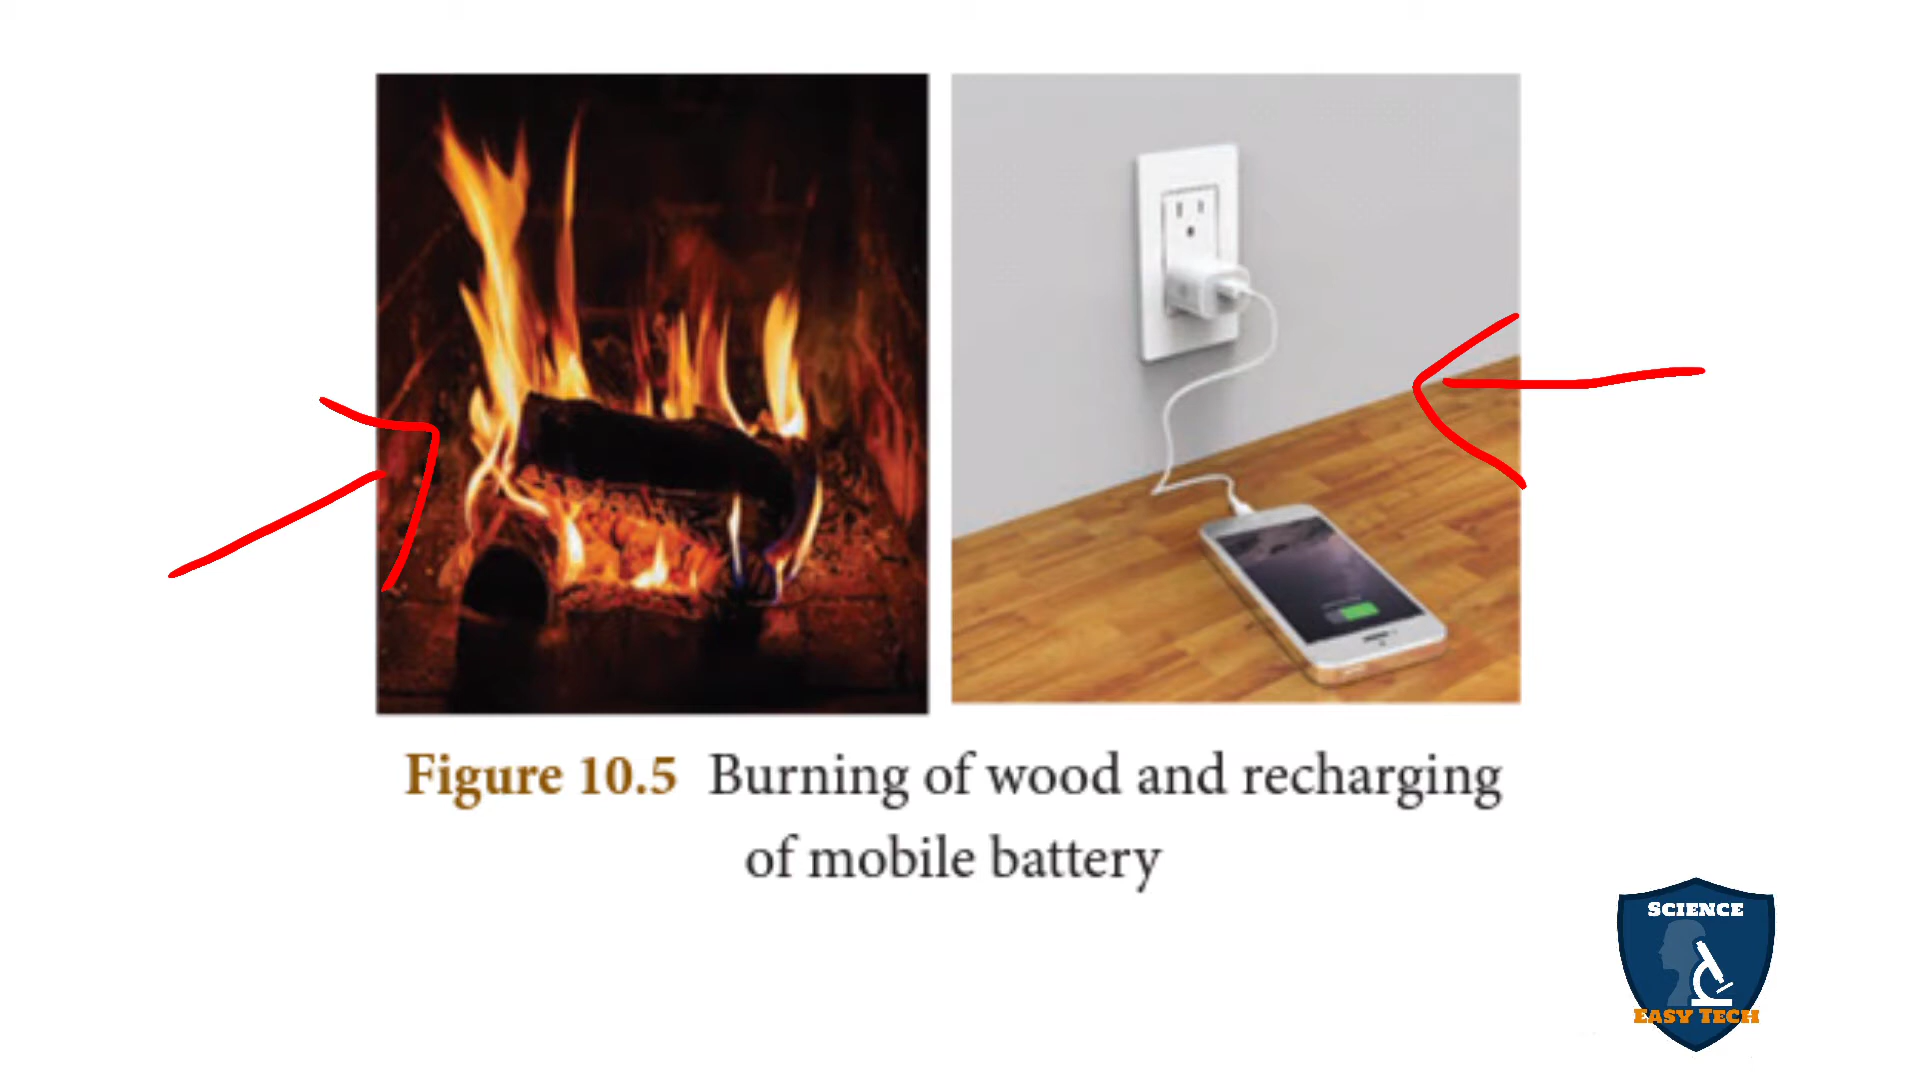 Figure 10.5 Burning of wood and recharging
of mobile battery
SCIENCE
EASY TECH